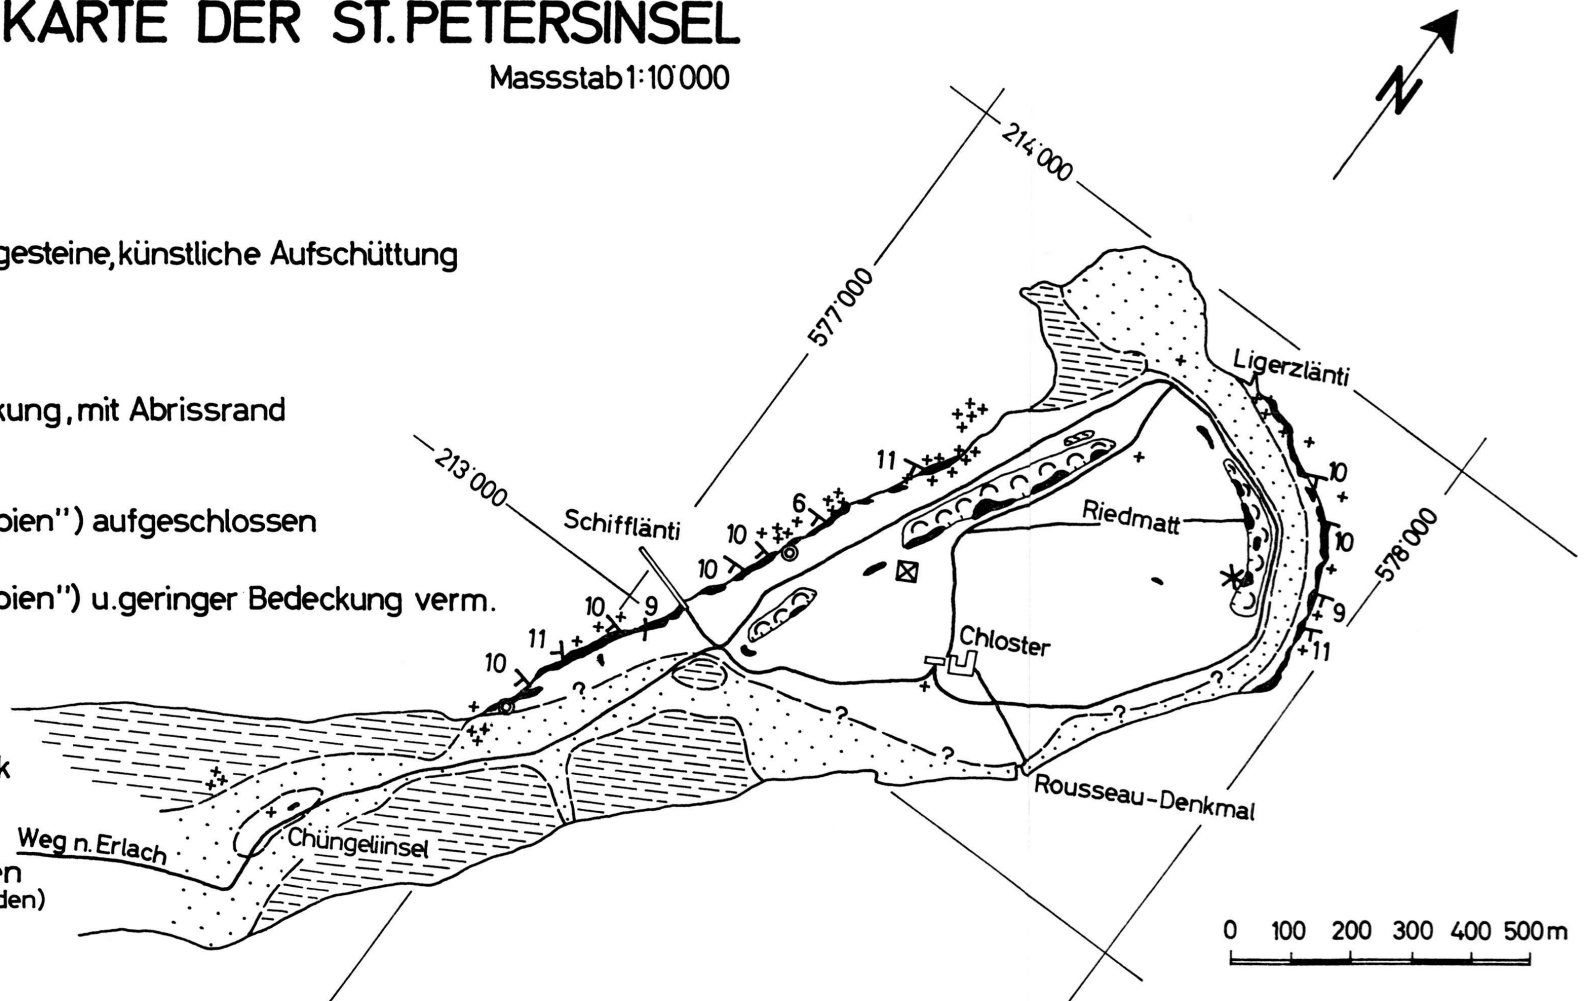 KARTE DER ST. PETERSINSEL
Massstab 1:10'000
N
214'000
gesteine, künstliche Aufschüttung
577'000
Ligerzlänti
kung, mit Abrissrand
213'000
11
10
Schifflänti
6
Riedmatt
bien") aufgeschlossen
10
10
10
578'000
bien") u. geringer Bedeckung verm.
10
9
9
11
Chloster
11
10
?
?
?
?
?
k
Rousseau-Denkmal
Weg n. Erlach
Chüngeliinsel
en
den)
0 100 200 300 400 500 m